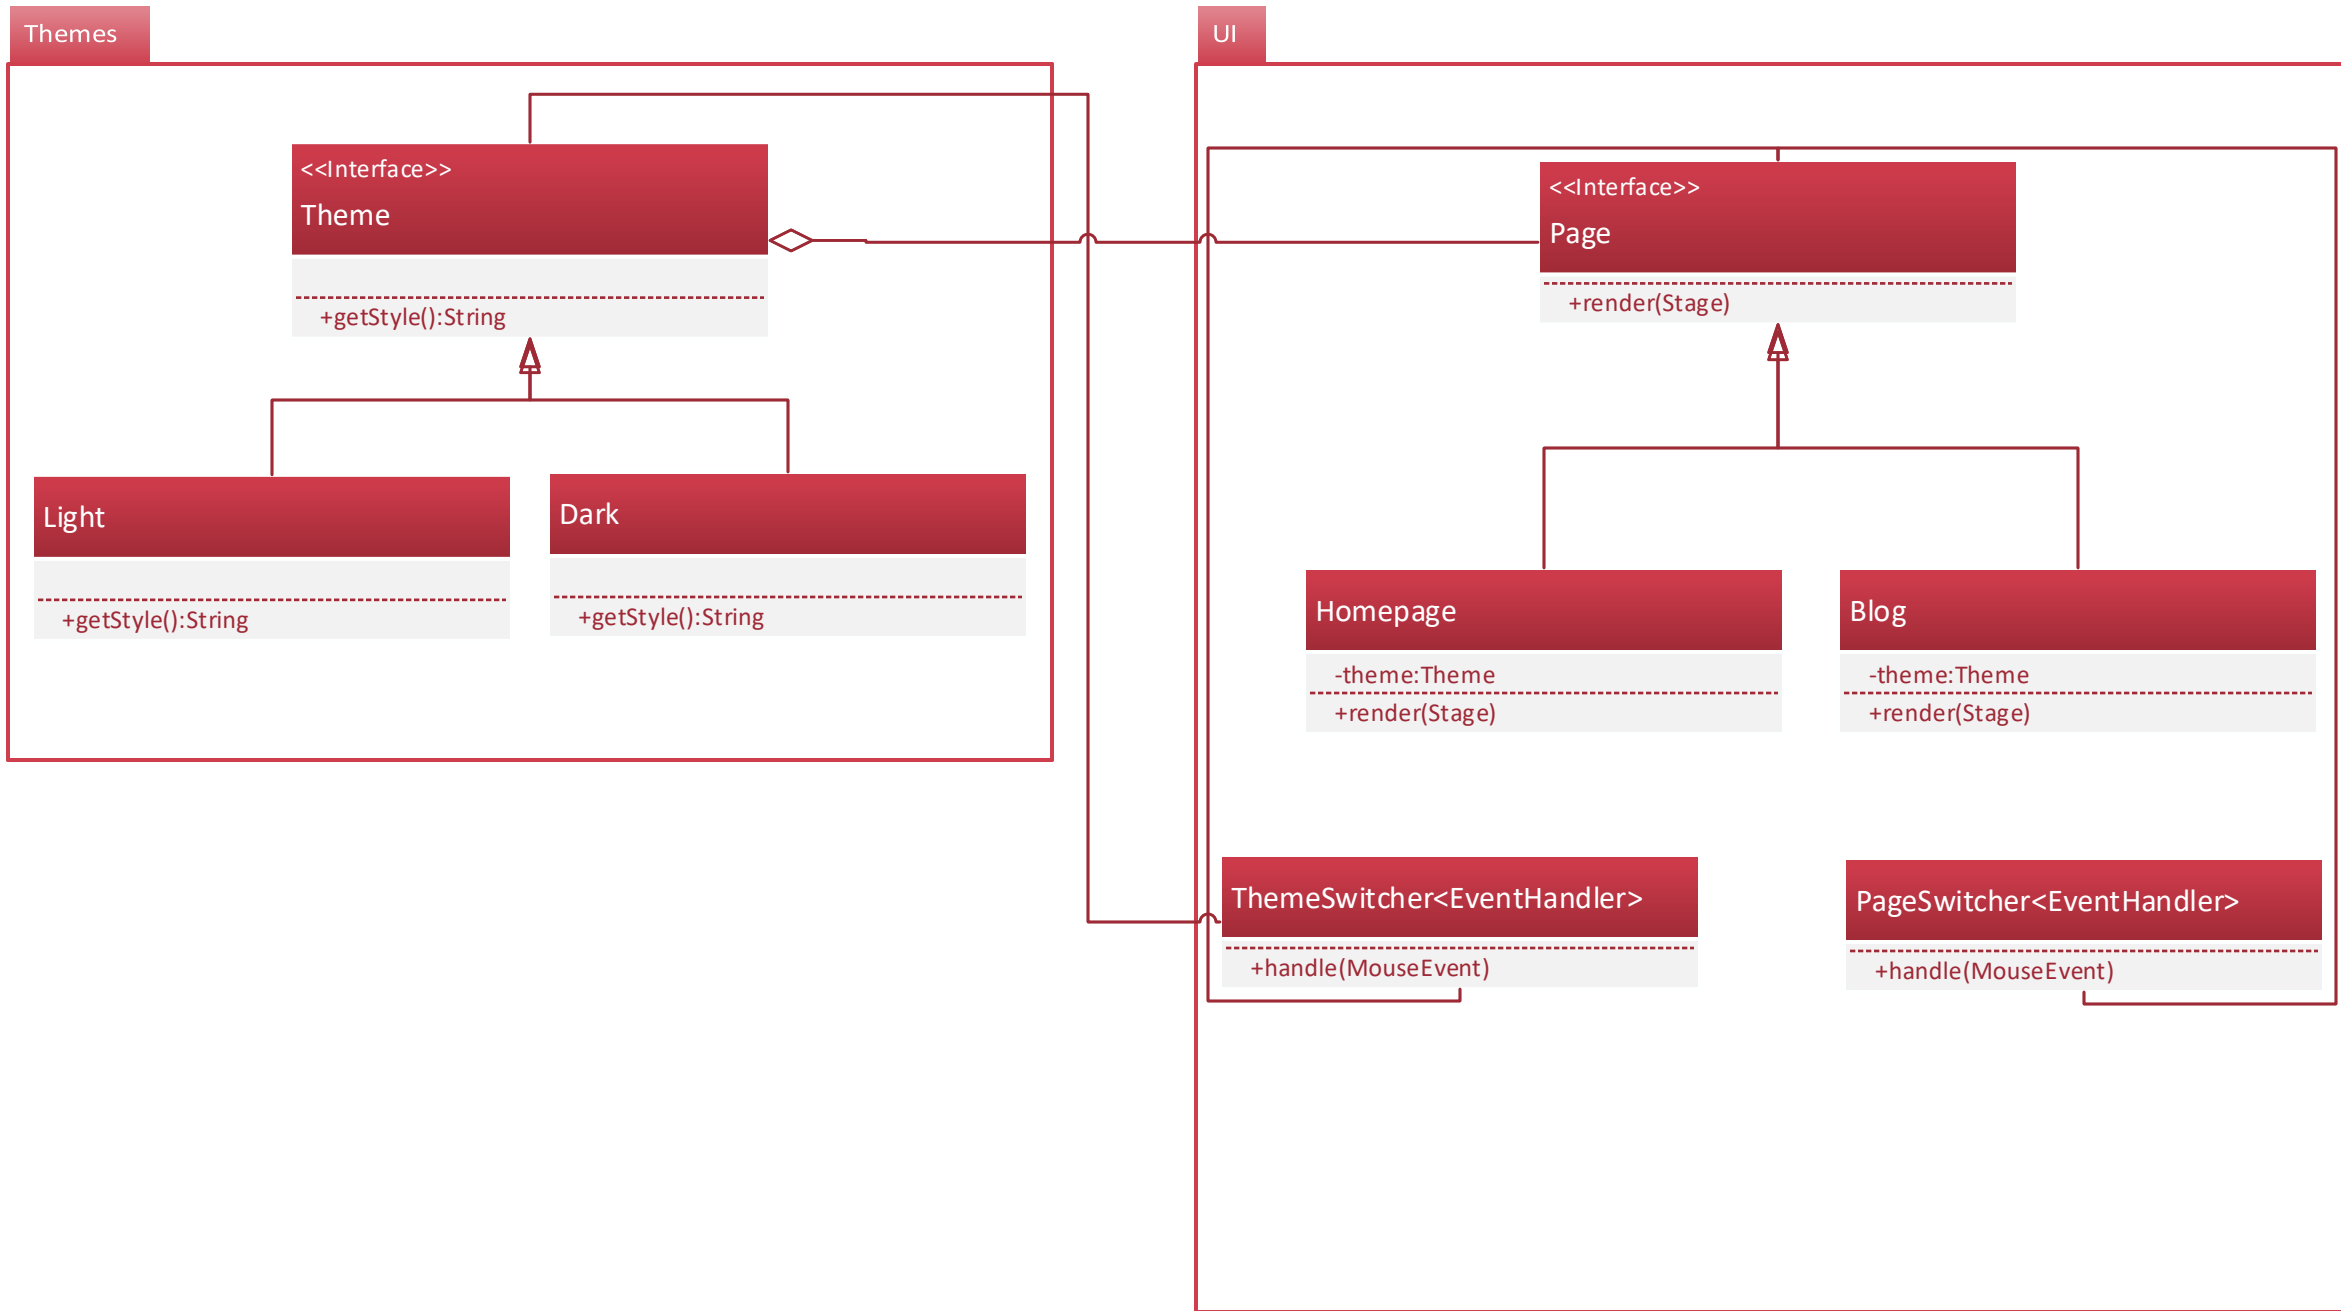 Themes
<<Interface>>
Theme
+getStyle():String
Light
+getStyle():String
Dark
+getStyle():String
UI
<<Interface>>
Page
+render(Stage)
Homepage
-theme:Theme
+render(Stage)
Blog
-theme:Theme
+render(Stage)
ThemeSwitcher<EventHandler>
+handle(MouseEvent)
PageSwitcher<EventHandler>
+handle(MouseEvent)